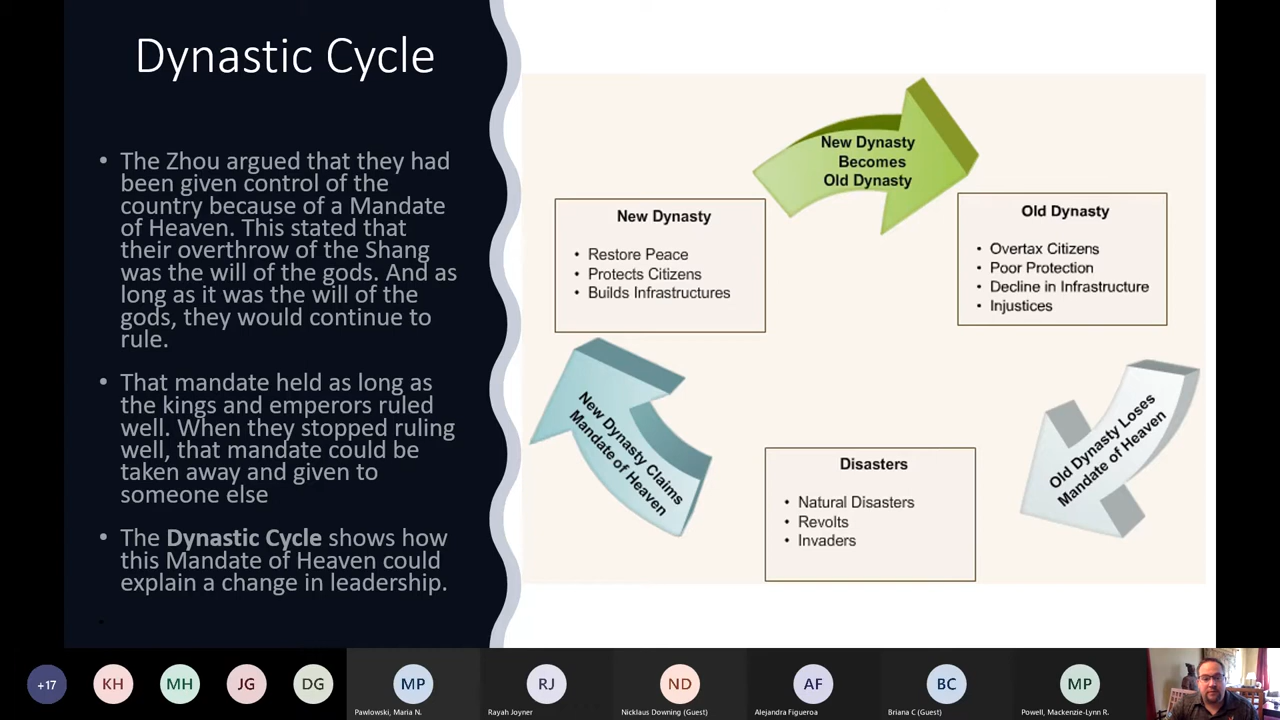 Dynastic Cycle
• The Zhou argued that they had
been given control of the
country because of a Mandate
of Heaven. This stated that
their overthrow of the Shang
was the will of the gods. And as
long as it was the will of the
gods, they would continue to
rule.
• That mandate held as long as
the kings and emperors ruled
well. When they stopped ruling
well, that mandate could be
taken away and given to
someone else
• The Dynastic Cycle shows how
this Mandate of Heaven could
explain a change in leadership.
New Dynasty
Becomes
Old Dynasty
New Dynasty
• Restore Peace
• Protects Citizens
• Builds Infrastructures
Old Dynasty
• Overtax Citizens
• Poor Protection
• Decline in Infrastructure
• Injustices
Old Dynasty Loses
Mandate of Heaven
Disasters
• Natural Disasters
• Revolts
• Invaders
New Dynasty Claims
Mandate of Heaven
+17
KH
MH
JG
DG
MP
Pawlowski, Maria N.
RJ
Rayah Joyner
ND
Nicklaus Downing (Guest)
AF
Alejandra Figueroa
BC
Briana C (Guest)
MP
Powell, Mackenzie-Lynn R.